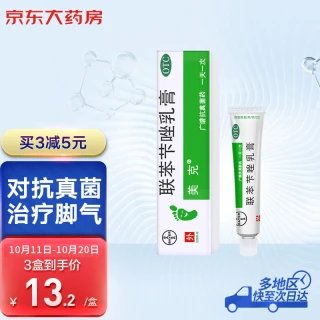 京东大药房
买3减5元
对抗真菌
治疗脚气
10月11日-10月20日
3盒到手价
¥13.2/盒
OTC
联苯苄唑乳膏
美克
广谱抗真菌药 一天一次
外
OTC
联苯苄唑乳膏
多地区
快至次日达